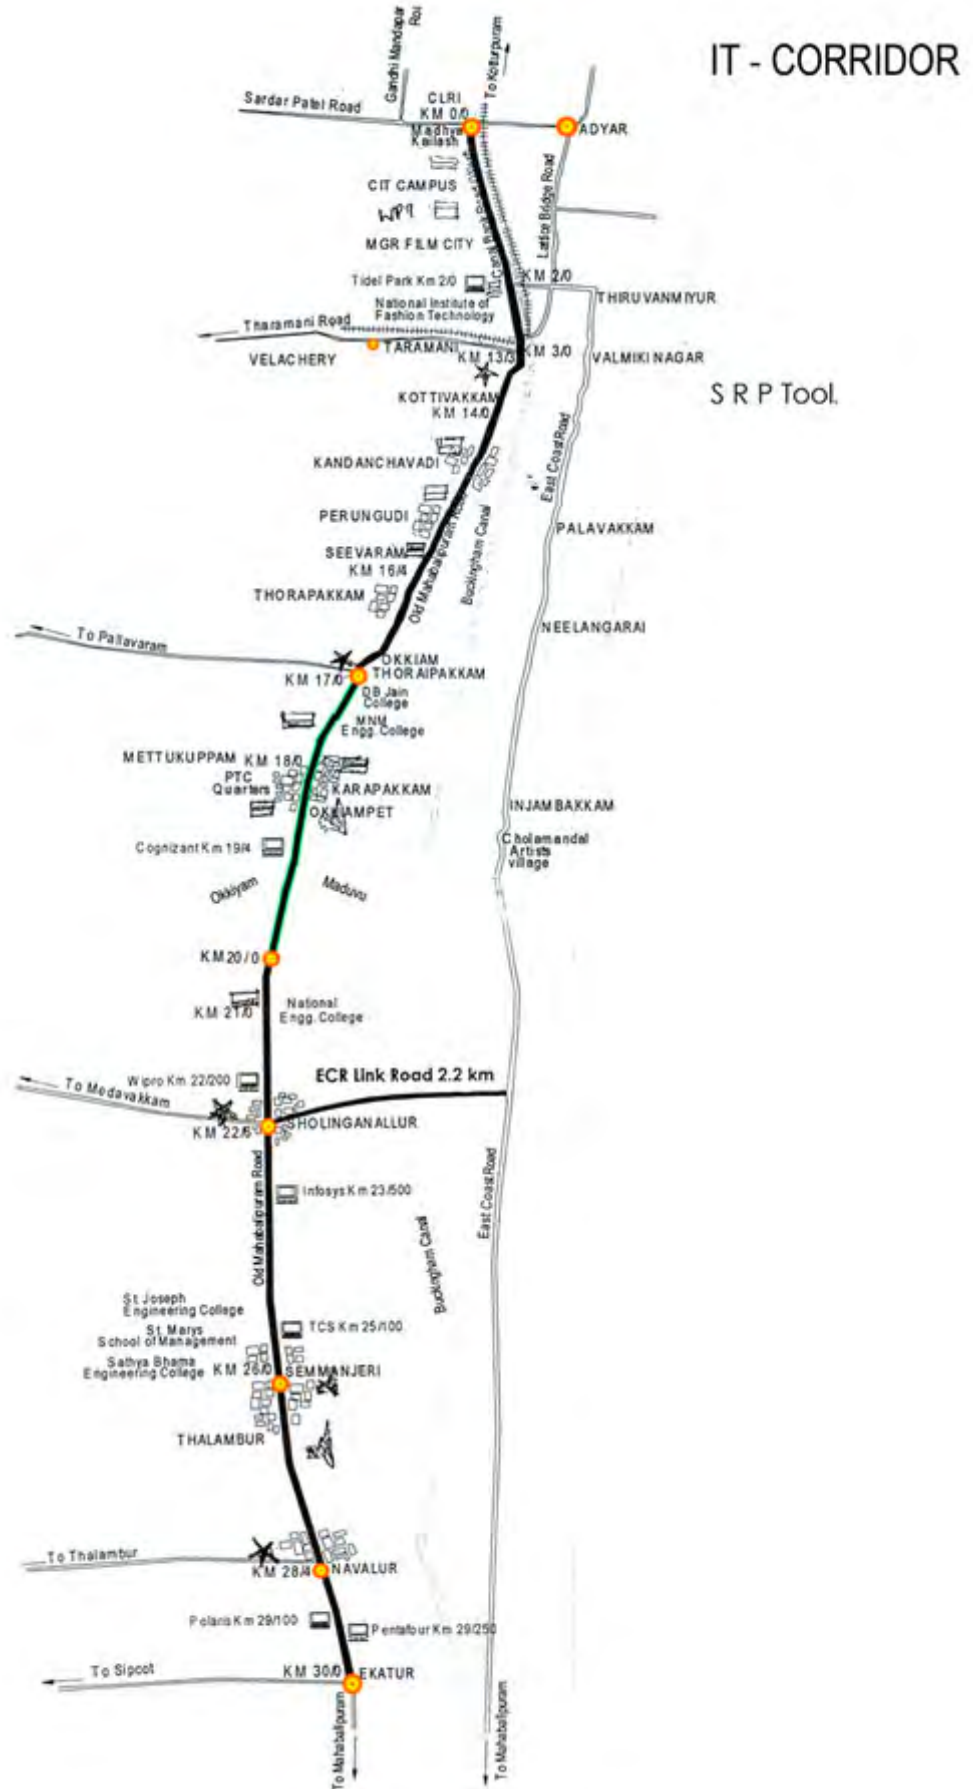 IT - CORRIDOR
Gandhi Mandapar
Roa
To Kotturpuram
Sardar Patel Road
CLRI
KM 0/0
Madhya
Kailash
ADYAR
CIT CAMPUS
Canal Bank Road
Lattice Bridge Road
MGR FILM CITY
Tidel Park Km 2/0
KM 2/0
THIRUVANMIYUR
National Institute of
Fashion Technology
Tharamani Road
TARAMANI
KM 13/3
KM 3/0
VELACHERY
VALMIKI NAGAR
KOTTIVAKKAM
KM 14/0
S R P Tool.
KANDANCHAVADI
East Coast Road
PERUNGUDI
Old Mahabalipuram Road
Buckingham Canal
PALAVAKKAM
SEEVARAM
KM 16/4
THORAPAKKAM
NEELANGARAI
To Pallavaram
OKKIAM
THORAIPAKKAM
KM 17/0
DB Jain
College
MNM
Engg. College
METTUKUPPAM KM 18/0
PTC
Quarters
KARAPAKKAM
OKKIAMPET
INJAMBAKKAM
Cholamandal
Artists
village
Cognizant Km 19/4
Okkiyam
Maduvu
KM 20/0
KM 21/0
National
Engg. College
Wipro Km 22/200
ECR Link Road 2.2 km
To Medavakkam
KM 22/6
SHOLINGANALLUR
Old Mahabalipuram Road
Infosys Km 23/500
East Coast Road
Buckingham Canal
St. Joseph
Engineering College
St. Marys
School of Management
TCS Km 25/100
Sathya Bhama
Engineering College
KM 26/0
SEMMANJERI
THALAMBUR
To Thalambur
KM 28/4
NAVALUR
Polaris Km 29/100
Pentafour Km 29/250
To Sipcot
KM 30/0
EKATUR
To Mahabalipuram
To Mahabalipuram